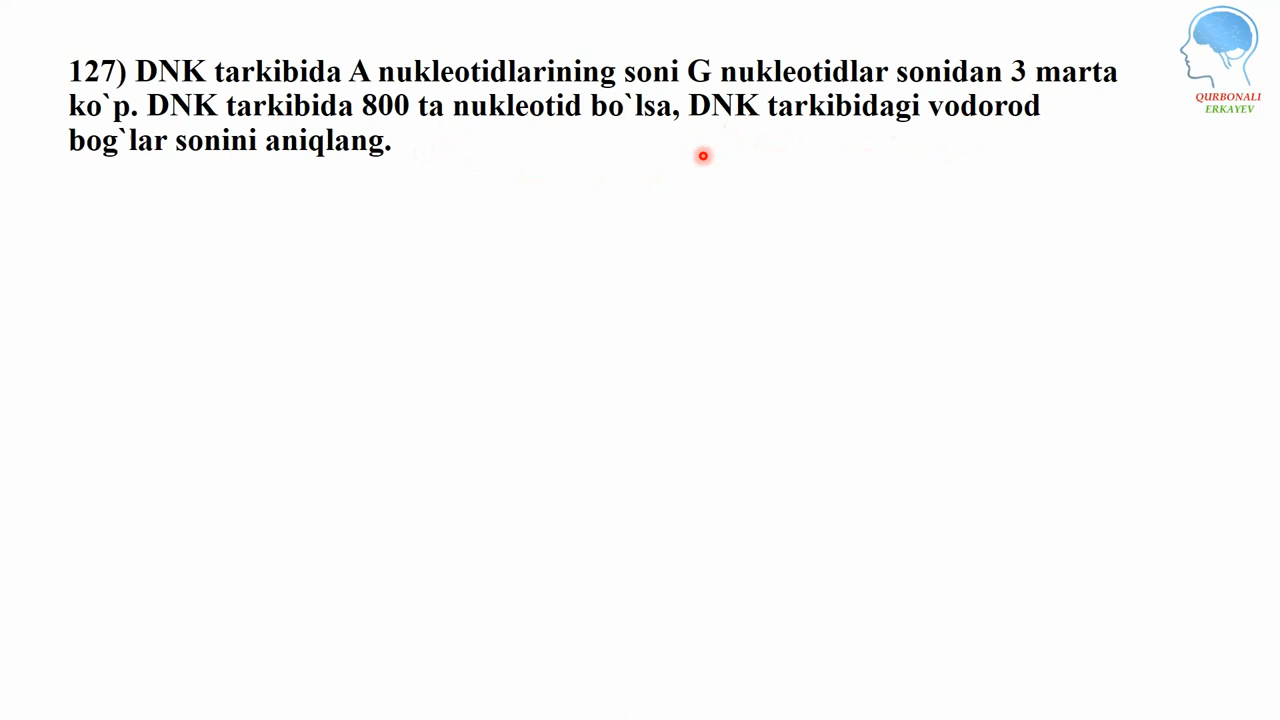 127) DNK tarkibida A nukleotidlarining soni G nukleotidlar sonidan 3 marta
ko`p. DNK tarkibida 800 ta nukleotid bo`lsa, DNK tarkibidagi vodorod
bog`lar sonini aniqlang.
QURBONALI
ERKAYEV